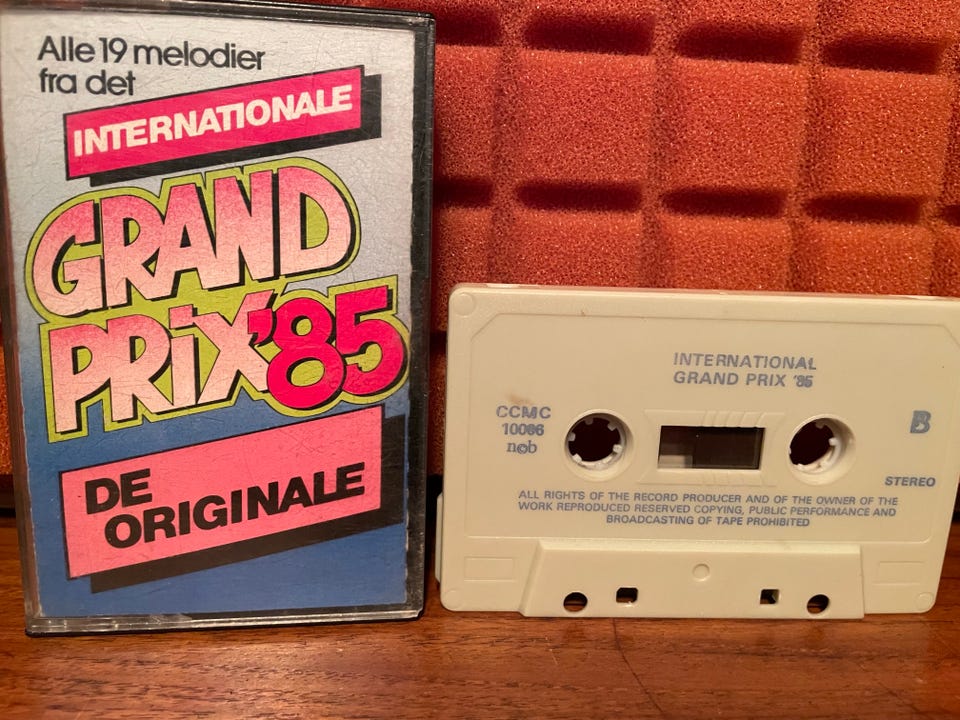 Alle 19 melodier
fra det
INTERNATIONALE
GRAND
PRiX'85
DE
ORIGINALE
INTERNATIONAL
GRAND PRIX '85
CCMC
10006
n©b
B
STEREO
ALL RIGHTS OF THE RECORD PRODUCER AND OF THE OWNER OF THE
WORK REPRODUCED RESERVED COPYING, PUBLIC PERFORMANCE AND
BROADCASTING OF TAPE PROHIBITED